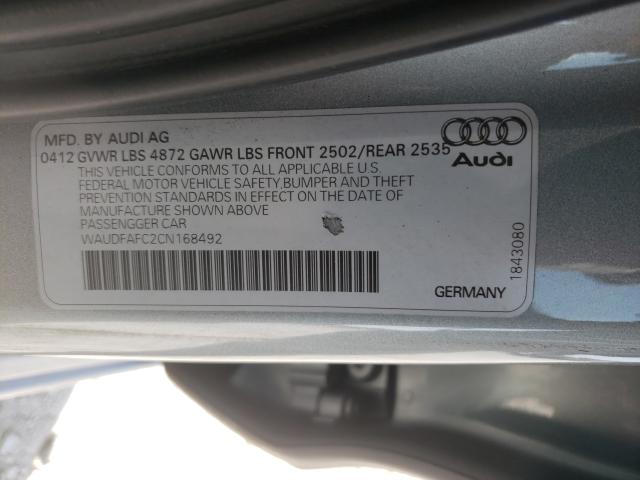 MFD. BY AUDI AG
0412 GVWR LBS 4872 GAWR LBS FRONT 2502/REAR 2535
THIS VEHICLE CONFORMS TO ALL APPLICABLE U.S.
FEDERAL MOTOR VEHICLE SAFETY,BUMPER AND THEFT
PREVENTION STANDARDS IN EFFECT ON THE DATE OF
MANUFACTURE SHOWN ABOVE
PASSENGGER CAR
WAUDFAFC2CN168492
Audi
1843080
GERMANY